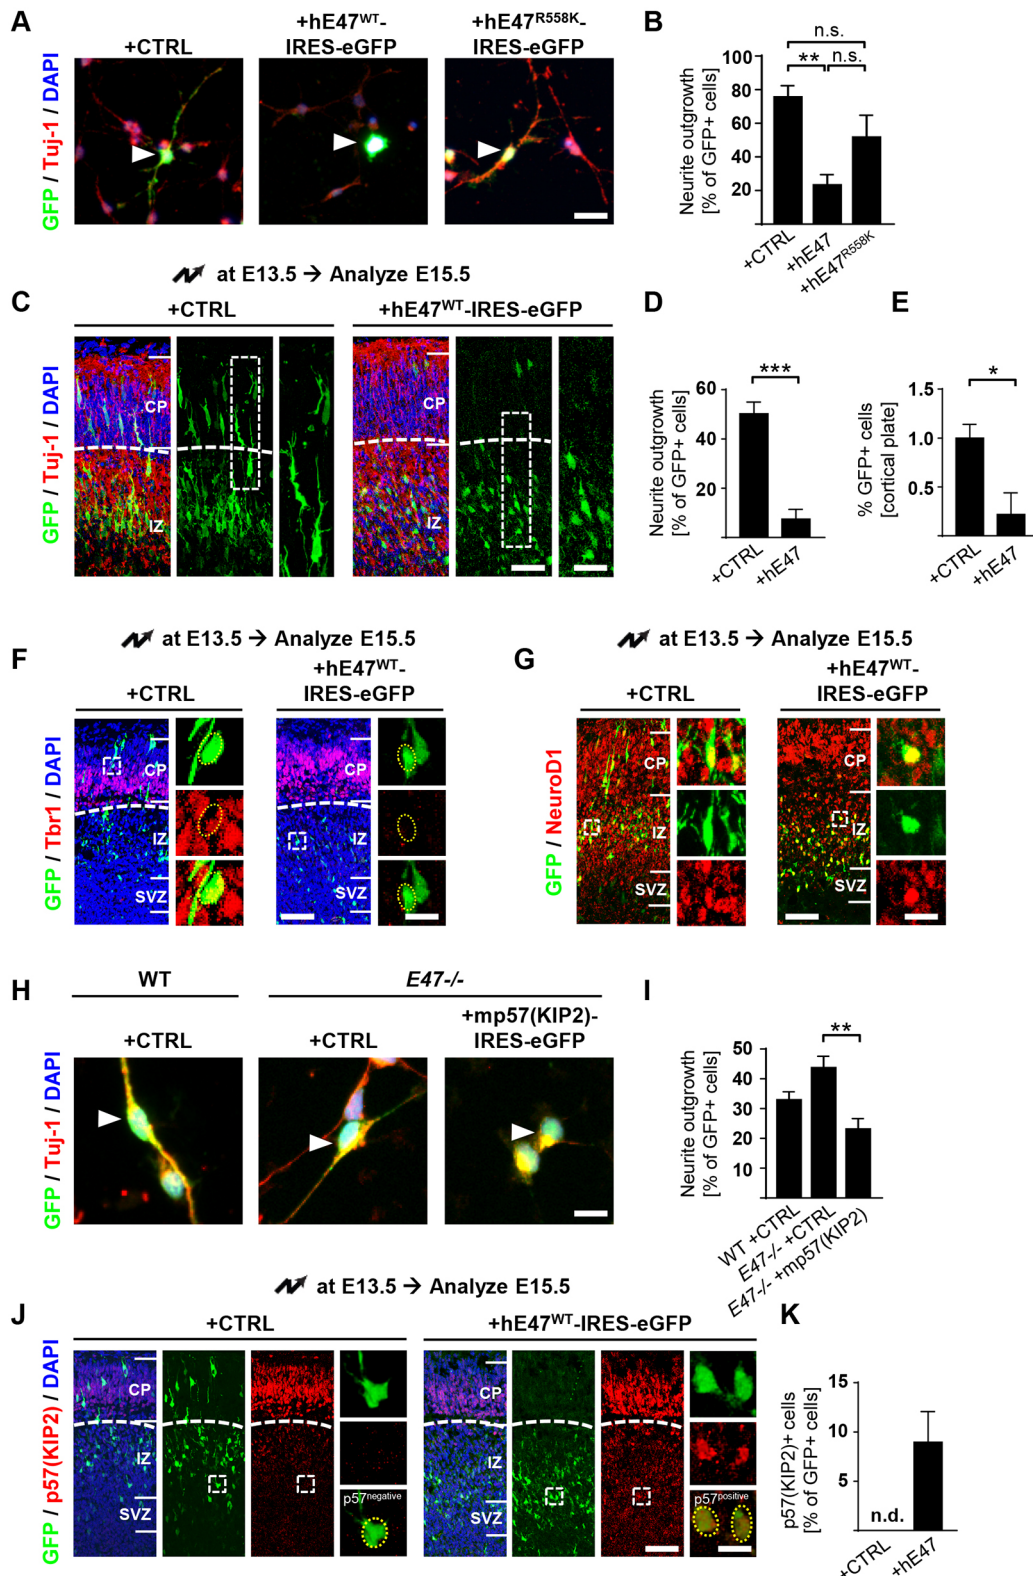 A
+CTRL
+hE47WT-
IRES-eGFP
+hE47R558K-
IRES-eGFP
GFP / Tuj-1 / DAPI
B
Neurite outgrowth
[% of GFP+ cells]
100
80
60
40
20
n.s.
** n.s.
+CTRL
+hE47
+hE47R558K
at E13.5 → Analyze E15.5
C
+CTRL
+hE47WT-IRES-eGFP
GFP / Tuj-1 / DAPI
CP
IZ
CP
IZ
D
Neurite outgrowth
[% of GFP+ cells]
60
40
20
***
+CTRL
+hE47
E
% GFP+ cells
[cortical plate]
1.5
1.0
0.5
*
+CTRL
+hE47
at E13.5 → Analyze E15.5
F
+CTRL
+hE47WT-
IRES-eGFP
GFP / Tbr1 / DAPI
CP
IZ
SVZ
CP
IZ
SVZ
at E13.5 → Analyze E15.5
G
+CTRL
+hE47WT-
IRES-eGFP
GFP / NeuroD1
CP
IZ
SVZ
CP
IZ
SVZ
H
WT
E47-/-
+CTRL
+CTRL
+mp57(KIP2)-
IRES-eGFP
GFP / Tuj-1 / DAPI
I
Neurite outgrowth
[% of GFP+ cells]
50
40
30
20
10
**
WT +CTRL
E47-/- +CTRL
E47-/- +mp57(KIP2)
at E13.5 → Analyze E15.5
J
+CTRL
+hE47WT-IRES-eGFP
GFP / p57(KIP2) / DAPI
CP
IZ
SVZ
p57negative
CP
IZ
SVZ
p57positive
K
p57(KIP2)+ cells
[% of GFP+ cells]
15
10
5
n.d.
+CTRL
+hE47